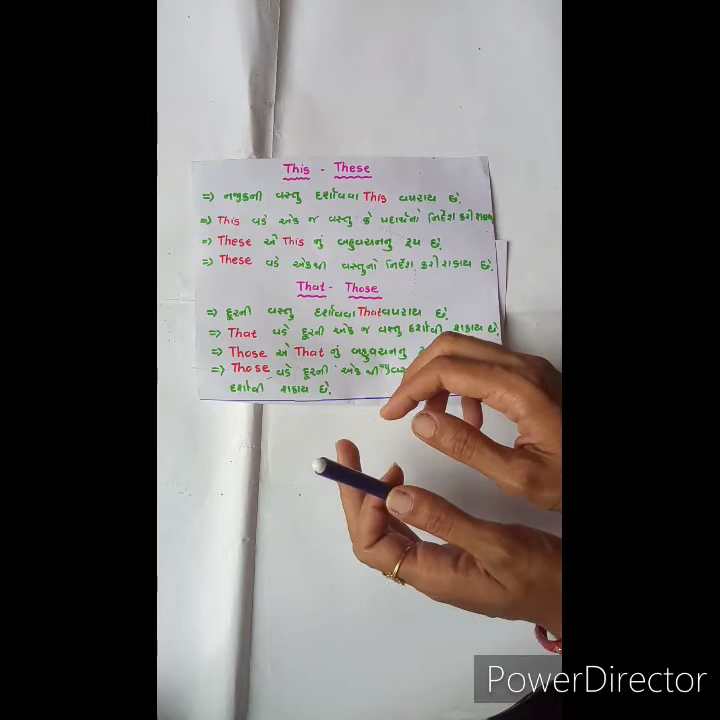 This - These
=> નજીકની વસ્તુ દર્શાવવા This વપરાય છે.
=> This વડે એક જ વસ્તુ કે પદાર્થનો નિર્દેશ કરી શકાય
=> These એ This નું બહુવચનનુ રૂપ છે.
=> These વડે એકથી વસ્તુનો નિર્દેશ કરી શકાય છે.
That - Those
=> દૂરની વસ્તુ દર્શાવવા That વપરાય છે.
=> That વડે દૂરની એક જ વસ્તુ દર્શાવી શકાય છે.
=> Those એ That નું બહુવચનનુ
=> Those વડે દૂરની એક થી
દર્શાવી શકાય છે.
PowerDirector